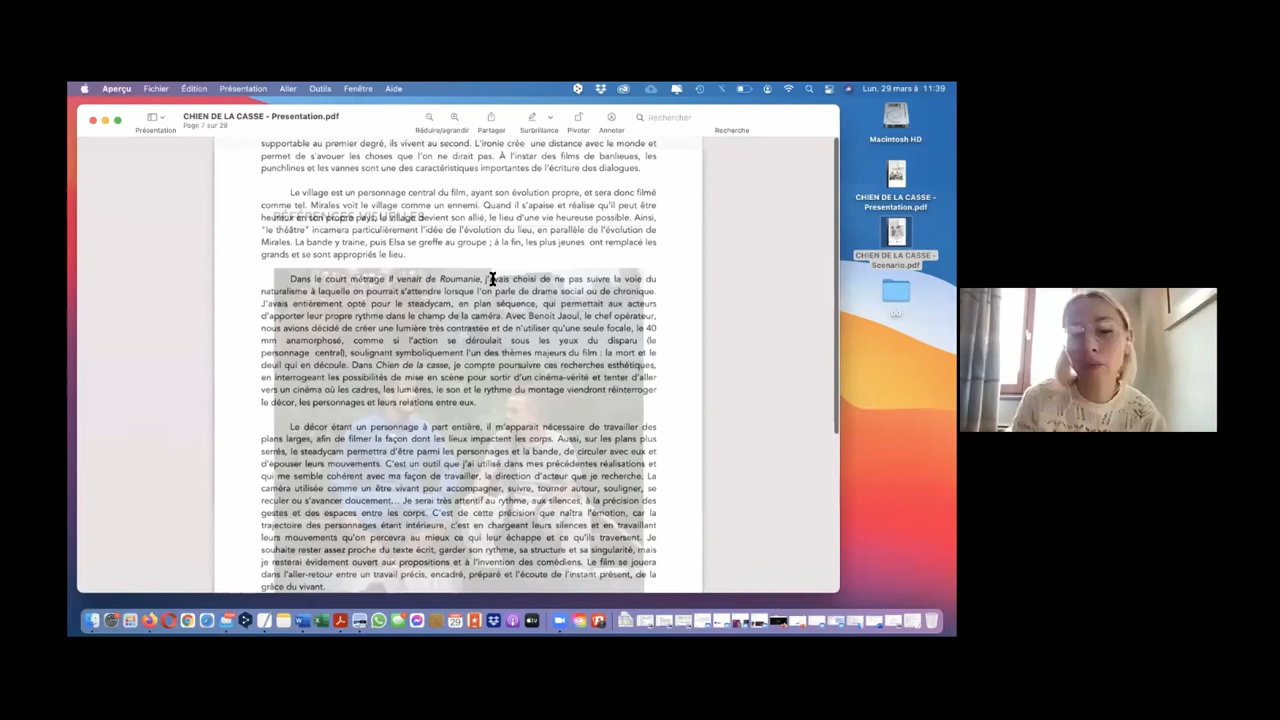 Aperçu Fichier Édition Présentation Aller Outils Fenêtre Aide Lun. 29 mars à 11:39
CHIEN DE LA CASSE - Presentation.pdf
Page 7 sur 29
Rechercher
Présentation Réduire/agrandir Partager Surbrillance Pivoter Annoter Recherche
supportable au premier degré, ils vivent au second. L'ironie crée une distance avec le monde et
permet de s'avouer les choses que l'on ne dirait pas. À l'instar des films de banlieues, les
punchlines et les vannes sont une des caractéristiques importantes de l'écriture des dialogues.
Le village est un personnage central du film, ayant son évolution propre, et sera donc filmé
comme tel. Mirales voit le village comme un ennemi. Quand il s'apaise et réalise qu'il peut être
RÉFÉRENCES VISUELLES
heureux en son propre pays, le village devient son allié, le lieu d'une vie heureuse possible. Ainsi,
"le théâtre" incarnera particulièrement l'idée de l'évolution du lieu, en parallèle de l'évolution de
Mirales. La bande y traine, puis Elsa se greffe au groupe ; à la fin, les plus jeunes ont remplacé les
grands et se sont appropriés le lieu.
Dans le court métrage Il venait de Roumanie, j'avais choisi de ne pas suivre la voie du
naturalisme à laquelle on pourrait s'attendre lorsque l'on parle de drame social ou de chronique.
J'avais entièrement opté pour le steadycam, en plan séquence, qui permettait aux acteurs
d'apporter leur propre rythme dans le champ de la caméra. Avec Benoit Jaoul, le chef opérateur,
nous avions décidé de créer une lumière très contrastée et de n'utiliser qu'une seule focale, le 40
mm anamorphosé, comme si l'action se déroulait sous les yeux du disparu (le
personnage central), soulignant symboliquement l'un des thèmes majeurs du film : la mort et le
deuil qui en découle. Dans Chien de la casse, je compte poursuivre ces recherches esthétiques,
en interrogeant les possibilités de mise en scène pour sortir d'un cinéma-vérité et tenter d'aller
vers un cinéma où les cadres, les lumières, le son et le rythme du montage viendront réinterroger
le décor, les personnages et leurs relations entre eux.
Le décor étant un personnage à part entière, il m'apparait nécessaire de travailler des
plans larges, afin de filmer la façon dont les lieux impactent les corps. Aussi, sur les plans plus
serrés, le steadycam permettra d'être parmi les personnages et la bande, de circuler avec eux et
d'épouser leurs mouvements. C'est un outil que j'ai utilisé dans mes précédentes réalisations et
qui me semble cohérent avec ma façon de travailler, la direction d'acteur que je recherche. La
caméra utilisée comme un être vivant pour accompagner, suivre, tourner autour, souligner, se
reculer ou s'avancer doucement... Je serai très attentif au rythme, aux silences, à la précision des
gestes et des espaces entre les corps. C'est de cette précision que naîtra l'émotion, car la
trajectoire des personnages étant intérieure, c'est en chargeant leurs silences et en travaillant
leurs mouvements qu'on percevra au mieux ce qui leur échappe et ce qu'ils traversent. Je
souhaite rester assez proche du texte écrit, garder son rythme, sa structure et sa singularité, mais
je resterai évidement ouvert aux propositions et à l'invention des comédiens. Le film se jouera
dans l'aller-retour entre un travail précis, encadré, préparé et l'écoute de l'instant présent, de la
grâce du vivant.
Macintosh HD
CHIEN DE LA CASSE -
Presentation.pdf
CHIEN DE LA CASSE -
Scenario.pdf